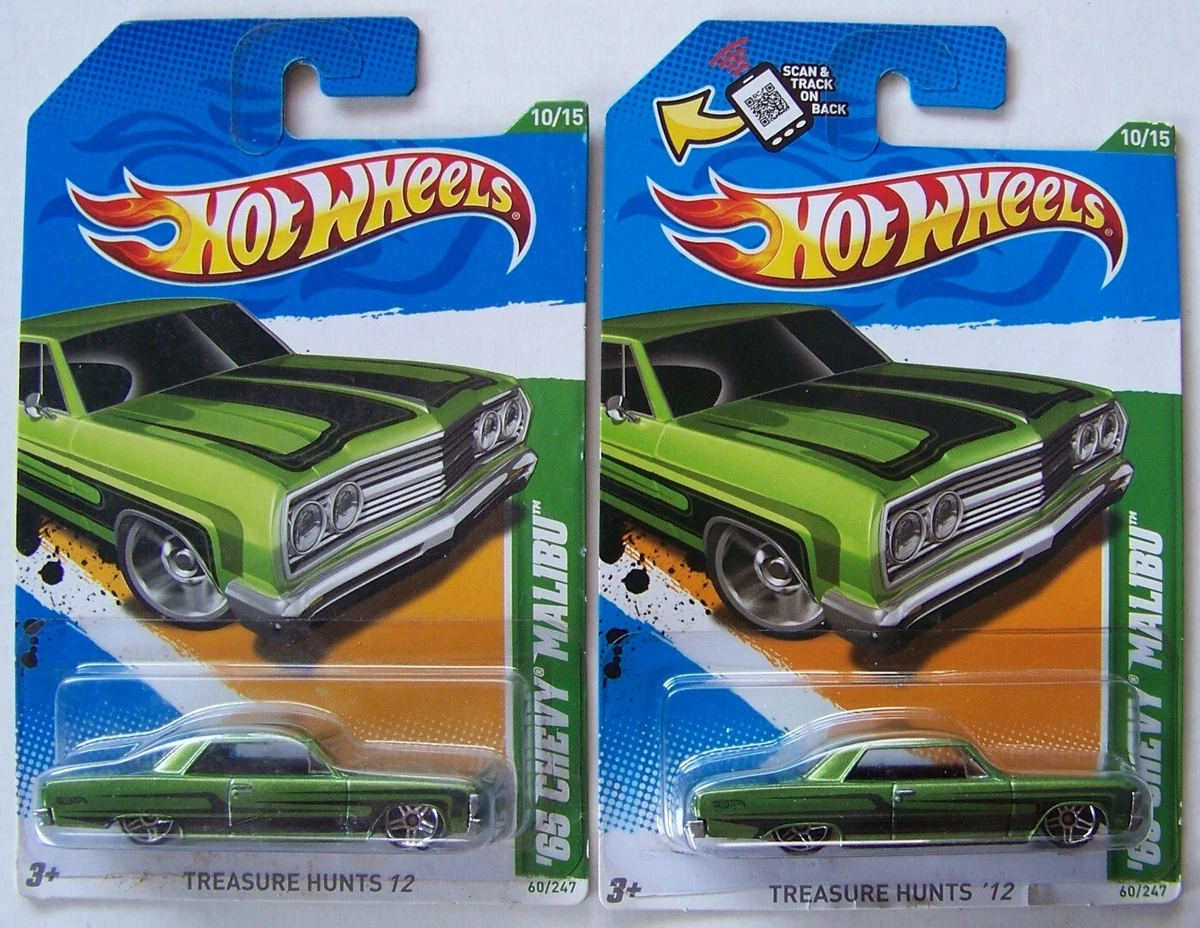 10/15
HOT WHEELS®
'65 CHEVY® MALIBU™
3+
TREASURE HUNTS 12
60/247
SCAN &
TRACK
ON
BACK
10/15
HOT WHEELS®
'65 CHEVY® MALIBU™
3+
TREASURE HUNTS '12
60/247